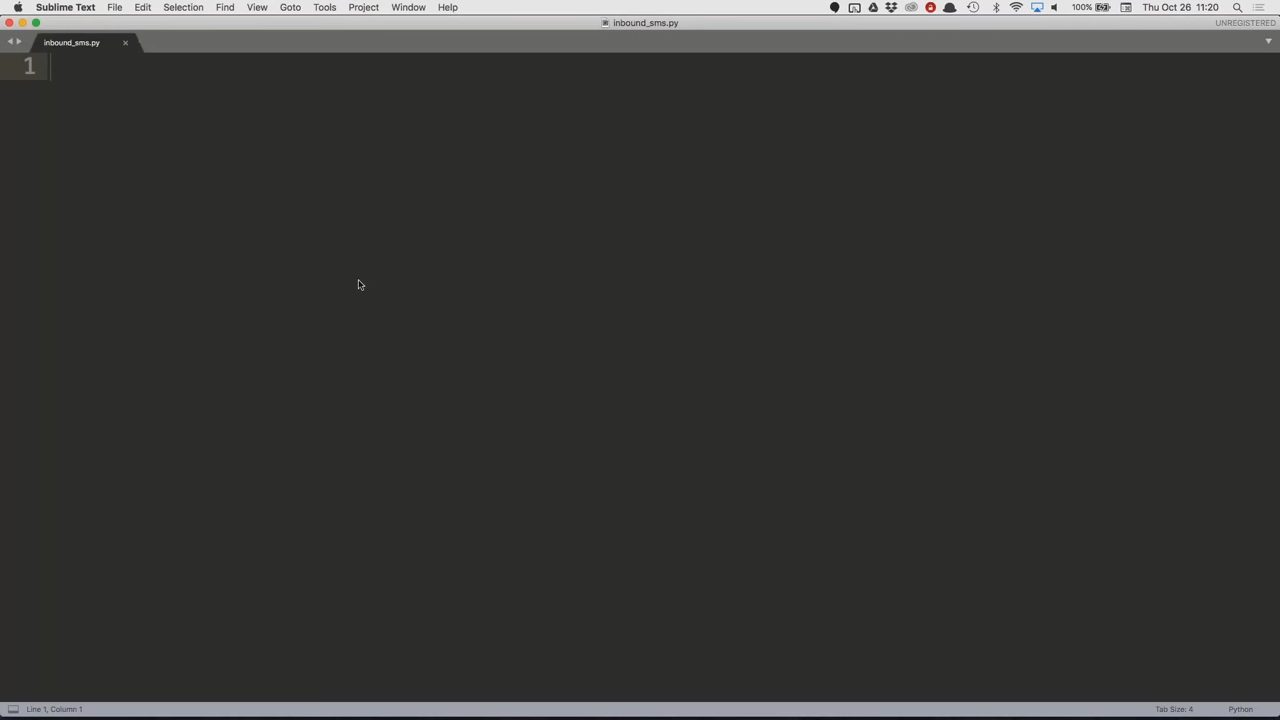 Sublime Text File Edit Selection Find View Goto Tools Project Window Help 100% Thu Oct 26 11:20
inbound_sms.py UNREGISTERED
inbound_sms.py
1
Line 1, Column 1 Tab Size: 4 Python